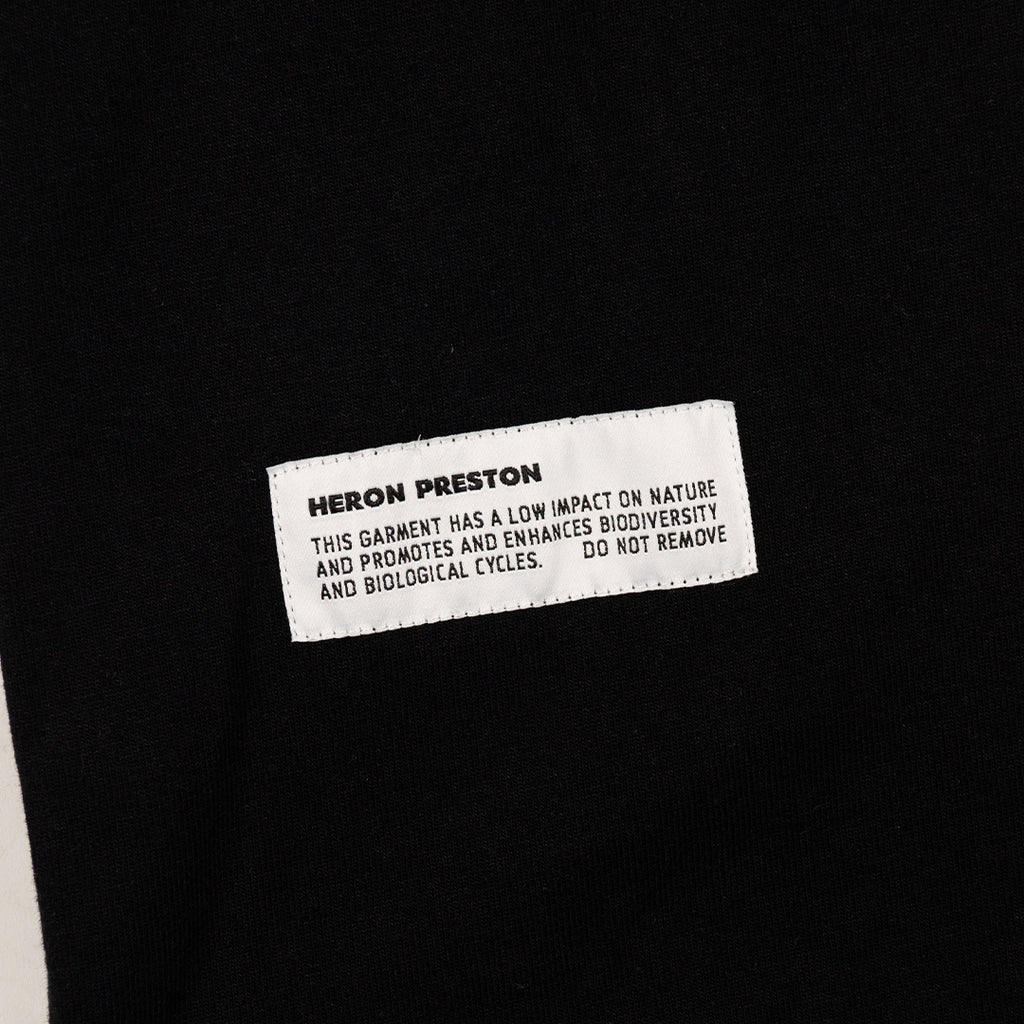 HERON PRESTON
THIS GARMENT HAS A LOW IMPACT ON NATURE
AND PROMOTES AND ENHANCES BIODIVERSITY
AND BIOLOGICAL CYCLES. DO NOT REMOVE